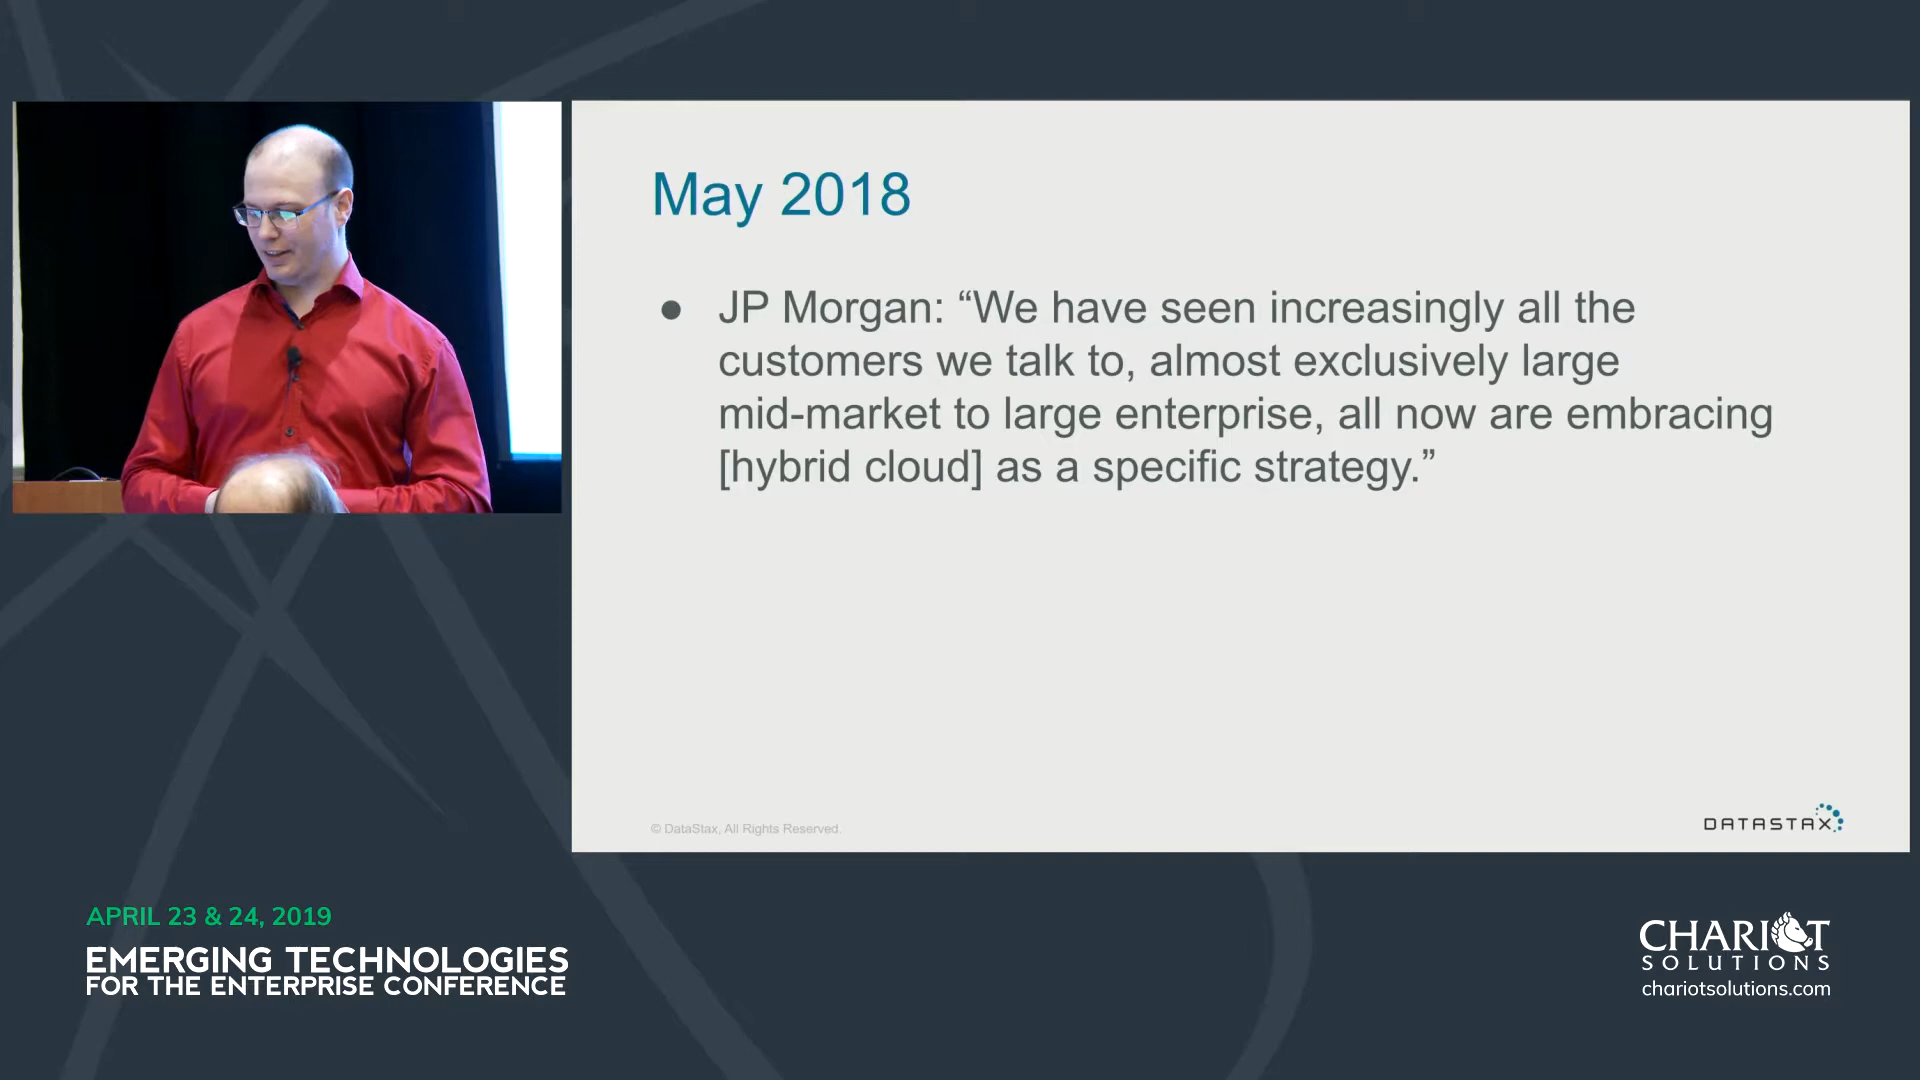 May 2018
● JP Morgan: “We have seen increasingly all the
customers we talk to, almost exclusively large
mid-market to large enterprise, all now are embracing
[hybrid cloud] as a specific strategy.”
© DataStax, All Rights Reserved.
DATASTAX
APRIL 23 & 24, 2019
EMERGING TECHNOLOGIES
FOR THE ENTERPRISE CONFERENCE
CHARIOT
SOLUTIONS
chariotsolutions.com